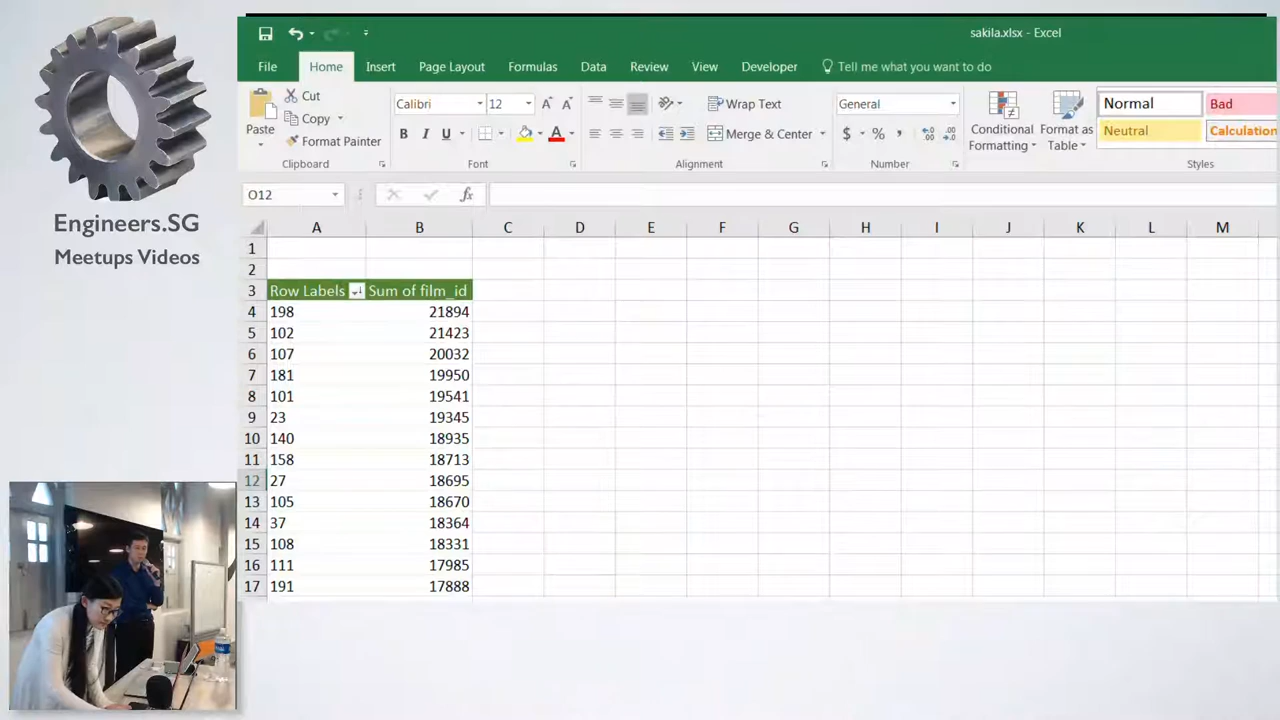 Engineers.SG
Meetups Videos
sakila.xlsx - Excel
File Home Insert Page Layout Formulas Data Review View Developer Tell me what you want to do
Paste
Cut
Copy
Format Painter
Clipboard
Calibri 12
B I U A
Font
Wrap Text
Merge & Center
Alignment
General
$ % ,
Number
Conditional Formatting
Format as Table
Normal Bad
Neutral Calculation
Styles
O12 fx
A B C D E F G H I J K L M
1
2
3 Row Labels Sum of film_id
4 198 21894
5 102 21423
6 107 20032
7 181 19950
8 101 19541
9 23 19345
10 140 18935
11 158 18713
12 27 18695
13 105 18670
14 37 18364
15 108 18331
16 111 17985
17 191 17888